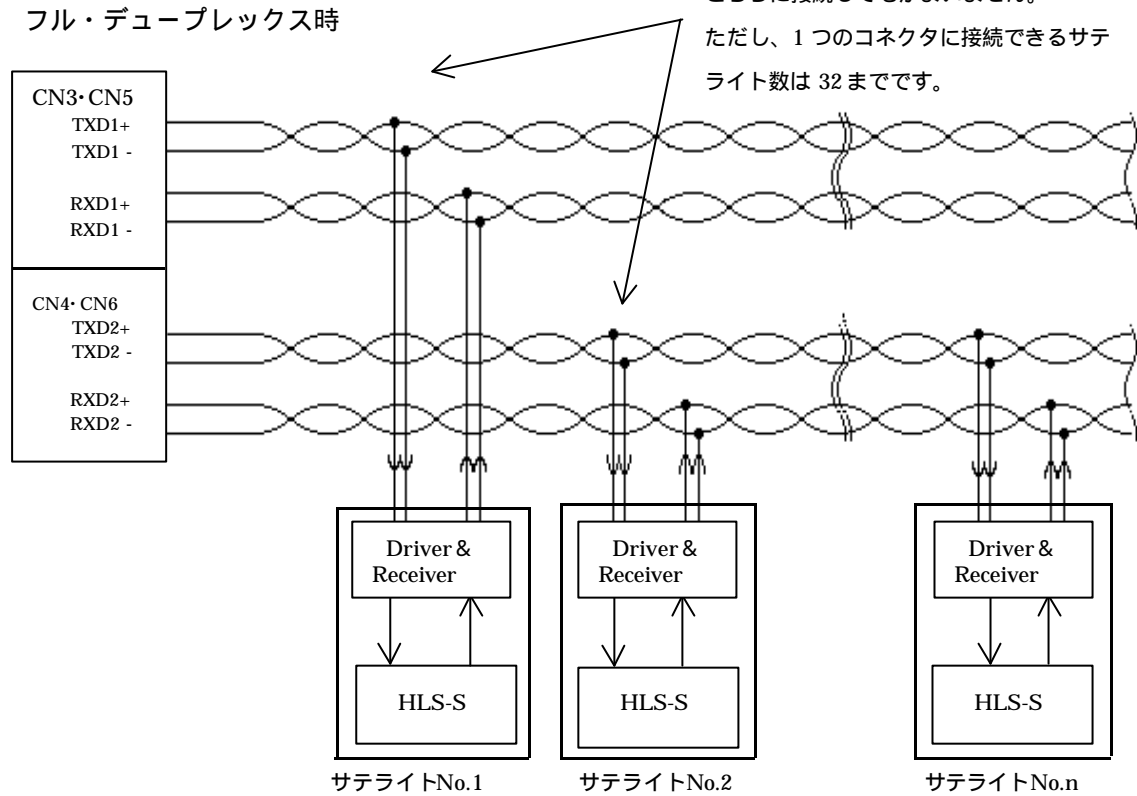 フル・デュープレックス時
ただし、1 つのコネクタに接続できるサテ
ライト数は 32 までです。
CN3・CN5
TXD1+
TXD1 -
RXD1+
RXD1 -
CN4・CN6
TXD2+
TXD2 -
RXD2+
RXD2 -
Driver &
Receiver
HLS-S
サテライトNo.1
Driver &
Receiver
HLS-S
サテライトNo.2
Driver &
Receiver
HLS-S
サテライトNo.n